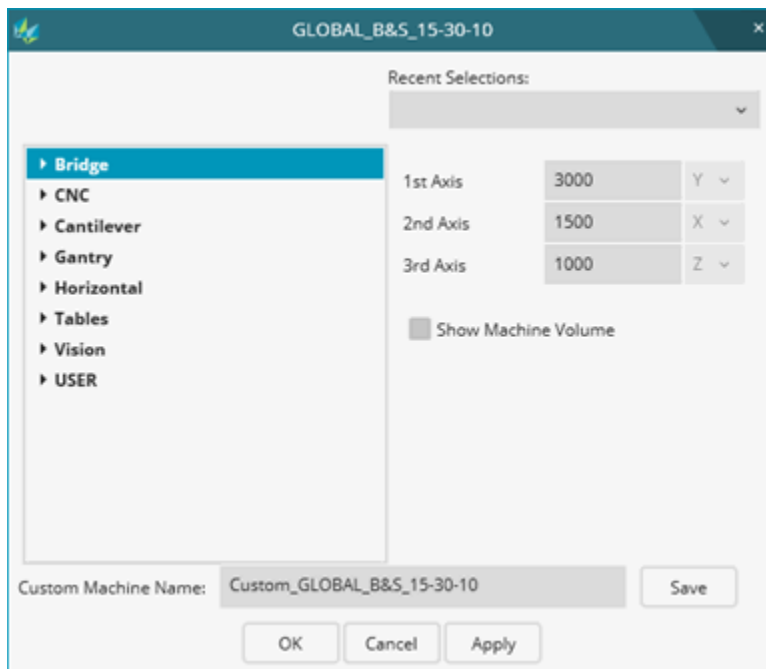 GLOBAL_B&S_15-30-10
Recent Selections:
Bridge
CNC
Cantilever
Gantry
Horizontal
Tables
Vision
USER
1st Axis 3000 Y
2nd Axis 1500 X
3rd Axis 1000 Z
Show Machine Volume
Custom Machine Name: Custom_GLOBAL_B&S_15-30-10 Save
OK Cancel Apply